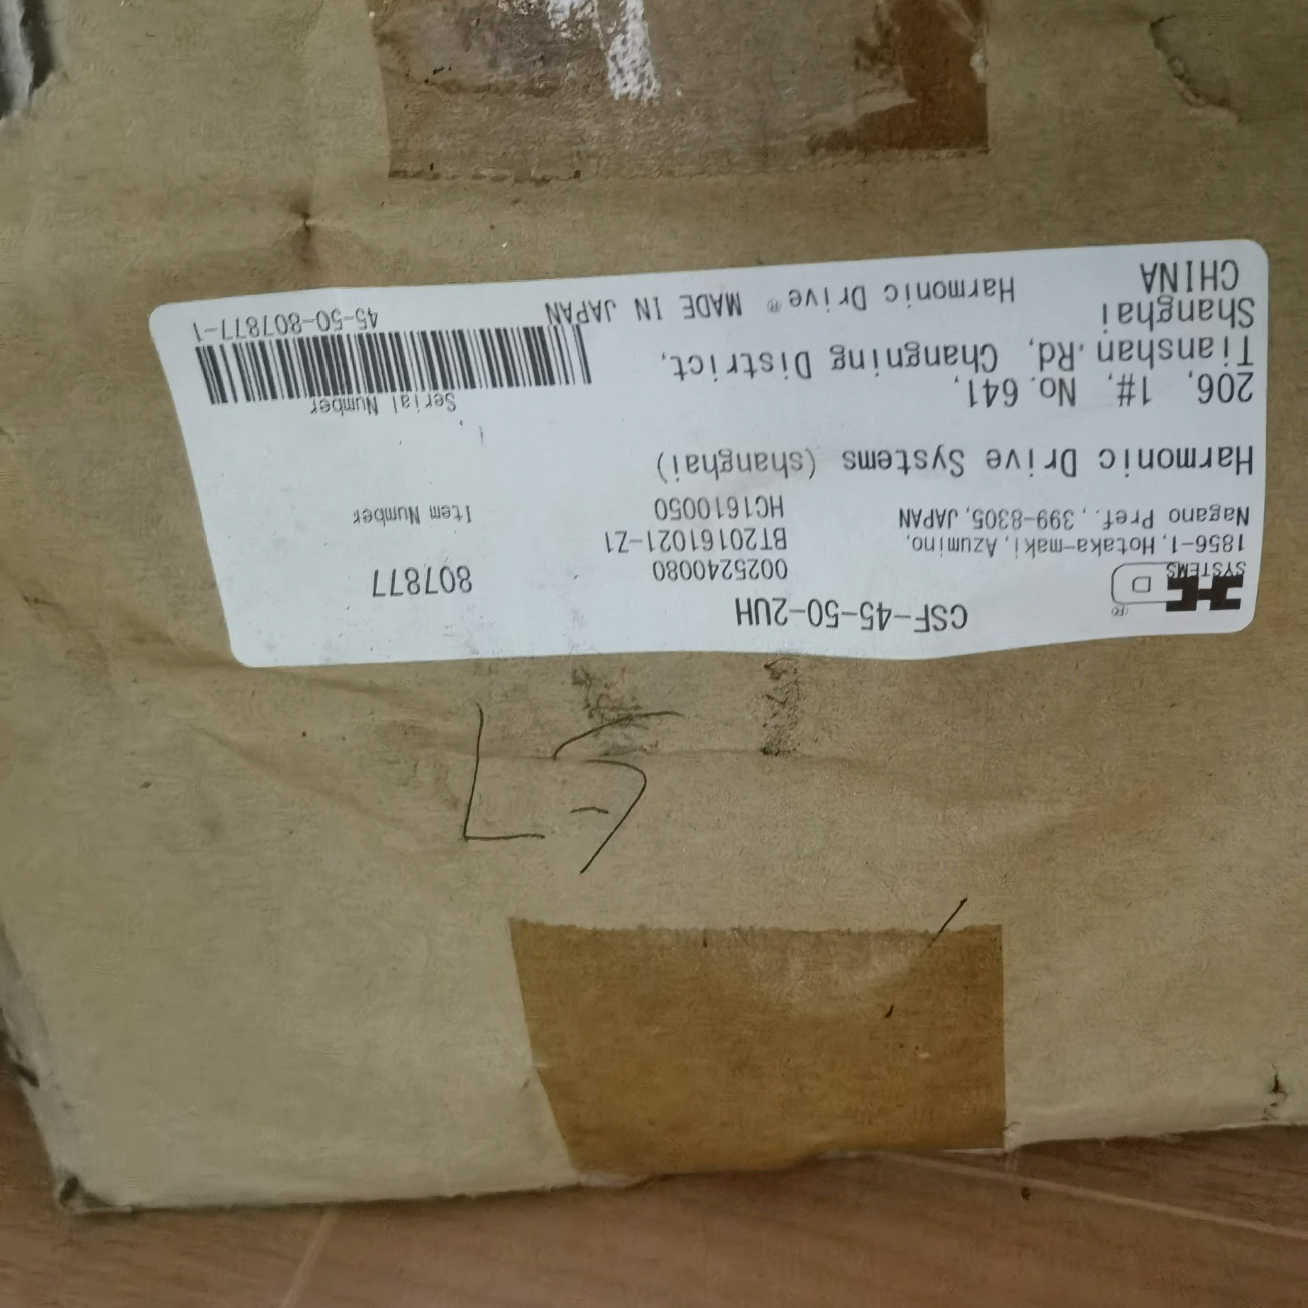 CSF-45-50-2UH
HD SYSTEMS
1856-1, Hotaka-maki, Azumino,
Nagano Pref., 399-8305, JAPAN
0025240080
BT20161021-Z1
HC1610050
807877
Item Number
Harmonic Drive Systems (shanghai)
206, 1#, No. 641,
Tianshan .Rd, Changning District,
Shanghai
CHINA
Serial Number
45-50-807877-1
Harmonic Drive ® MADE IN JAPAN